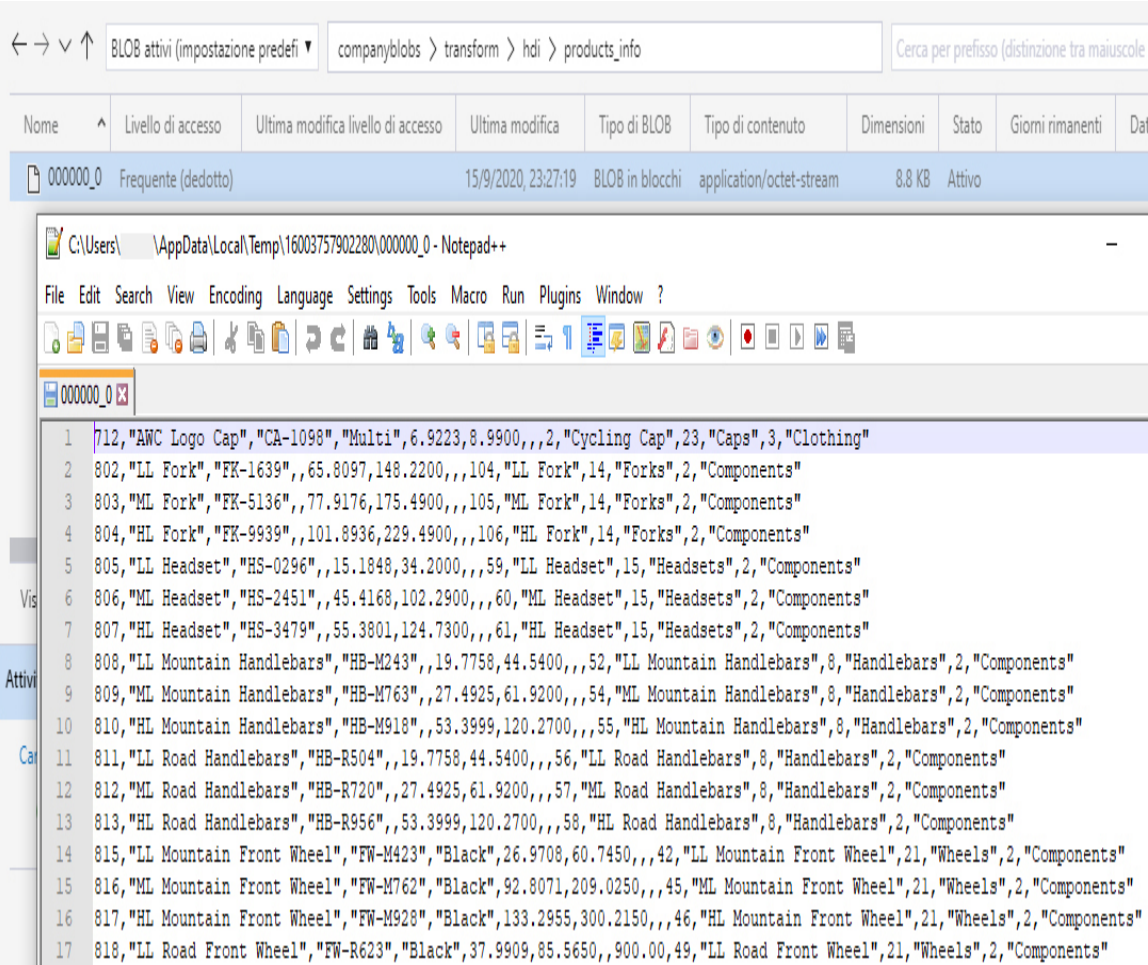 BLOB attivi (impostazione predefi companyblobs transform hdi products_info Cerca per prefisso (distinzione tra maiuscole
Nome Livello di accesso Ultima modifica livello di accesso Ultima modifica Tipo di BLOB Tipo di contenuto Dimensioni Stato Giorni rimanenti Dat
000000_0 Frequente (dedotto) 15/9/2020, 23:27:19 BLOB in blocchi application/octet-stream 8.8 KB Attivo
C:\Users\ \AppData\Local\Temp\16003757902280\000000_0 - Notepad++
File Edit Search View Encoding Language Settings Tools Macro Run Plugins Window ?
000000_0
1 712,"AWC Logo Cap","CA-1098","Multi",6.9223,8.9900,,,2,"Cycling Cap",23,"Caps",3,"Clothing"
2 802,"LL Fork","FK-1639",,65.8097,148.2200,,,104,"LL Fork",14,"Forks",2,"Components"
3 803,"ML Fork","FK-5136",,77.9176,175.4900,,,105,"ML Fork",14,"Forks",2,"Components"
4 804,"HL Fork","FK-9939",,101.8936,229.4900,,,106,"HL Fork",14,"Forks",2,"Components"
5 805,"LL Headset","HS-0296",,15.1848,34.2000,,,59,"LL Headset",15,"Headsets",2,"Components"
Vis
6 806,"ML Headset","HS-2451",,45.4168,102.2900,,,60,"ML Headset",15,"Headsets",2,"Components"
7 807,"HL Headset","HS-3479",,55.3801,124.7300,,,61,"HL Headset",15,"Headsets",2,"Components"
8 808,"LL Mountain Handlebars","HB-M243",,19.7758,44.5400,,,52,"LL Mountain Handlebars",8,"Handlebars",2,"Components"
Attivi
9 809,"ML Mountain Handlebars","HB-M763",,27.4925,61.9200,,,54,"ML Mountain Handlebars",8,"Handlebars",2,"Components"
10 810,"HL Mountain Handlebars","HB-M918",,53.3999,120.2700,,,55,"HL Mountain Handlebars",8,"Handlebars",2,"Components"
Car
11 811,"LL Road Handlebars","HB-R504",,19.7758,44.5400,,,56,"LL Road Handlebars",8,"Handlebars",2,"Components"
12 812,"ML Road Handlebars","HB-R720",,27.4925,61.9200,,,57,"ML Road Handlebars",8,"Handlebars",2,"Components"
13 813,"HL Road Handlebars","HB-R956",,53.3999,120.2700,,,58,"HL Road Handlebars",8,"Handlebars",2,"Components"
14 815,"LL Mountain Front Wheel","FW-M423","Black",26.9708,60.7450,,,42,"LL Mountain Front Wheel",21,"Wheels",2,"Components"
15 816,"ML Mountain Front Wheel","FW-M762","Black",92.8071,209.0250,,,45,"ML Mountain Front Wheel",21,"Wheels",2,"Components"
16 817,"HL Mountain Front Wheel","FW-M928","Black",133.2955,300.2150,,,46,"HL Mountain Front Wheel",21,"Wheels",2,"Components"
17 818,"LL Road Front Wheel","FW-R623","Black",37.9909,85.5650,,900.00,49,"LL Road Front Wheel",21,"Wheels",2,"Components"